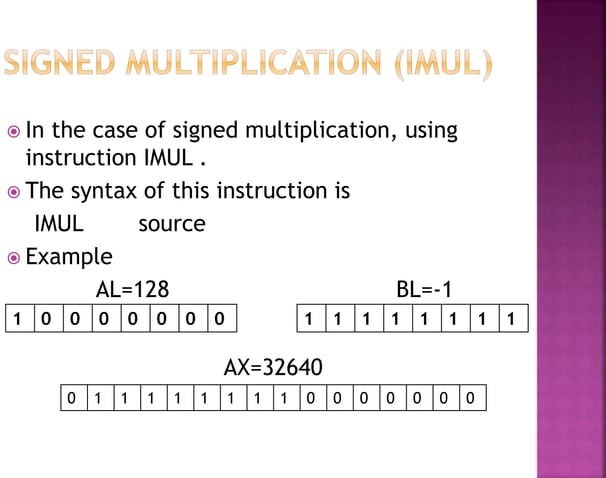 SIGNED MULTIPLICATION (IMUL)
In the case of signed multiplication, using
instruction IMUL .
The syntax of this instruction is
IMUL source
Example
AL=128 BL=-1
1 0 0 0 0 0 0 0 1 1 1 1 1 1 1 1
AX=32640
0 1 1 1 1 1 1 1 1 0 0 0 0 0 0 0